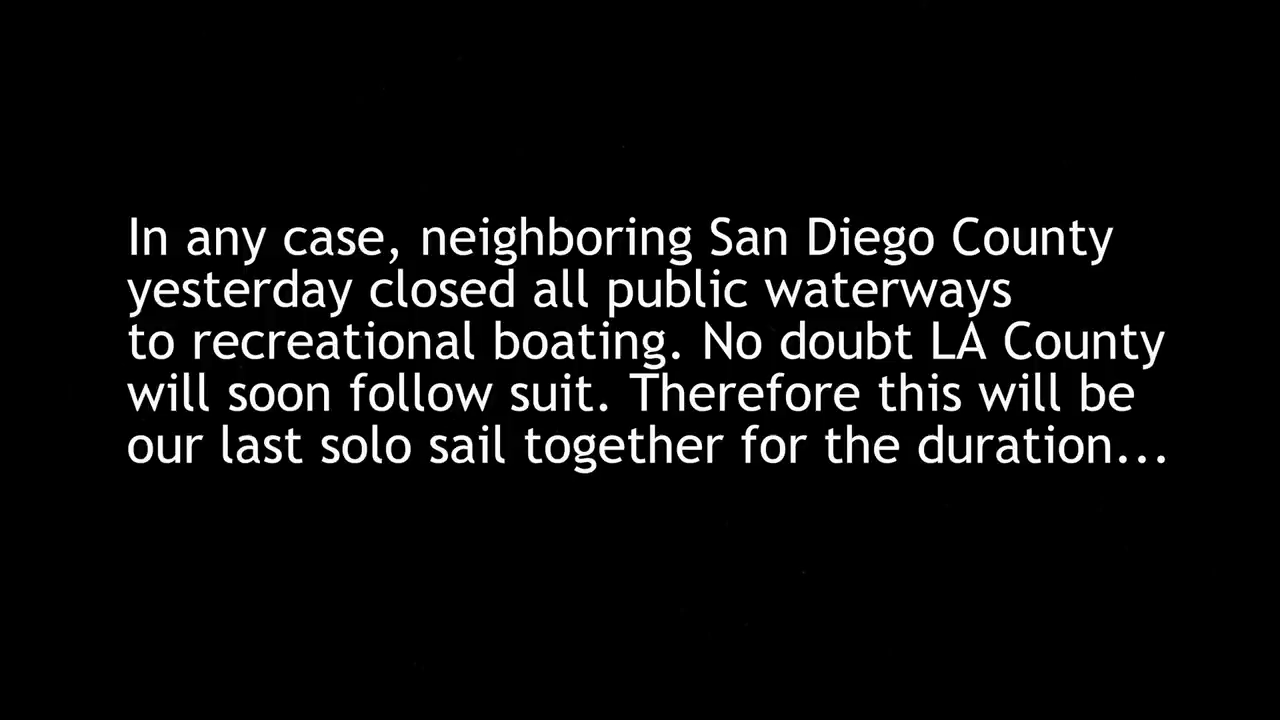 In any case, neighboring San Diego County
yesterday closed all public waterways
to recreational boating. No doubt LA County
will soon follow suit. Therefore this will be
our last solo sail together for the duration...